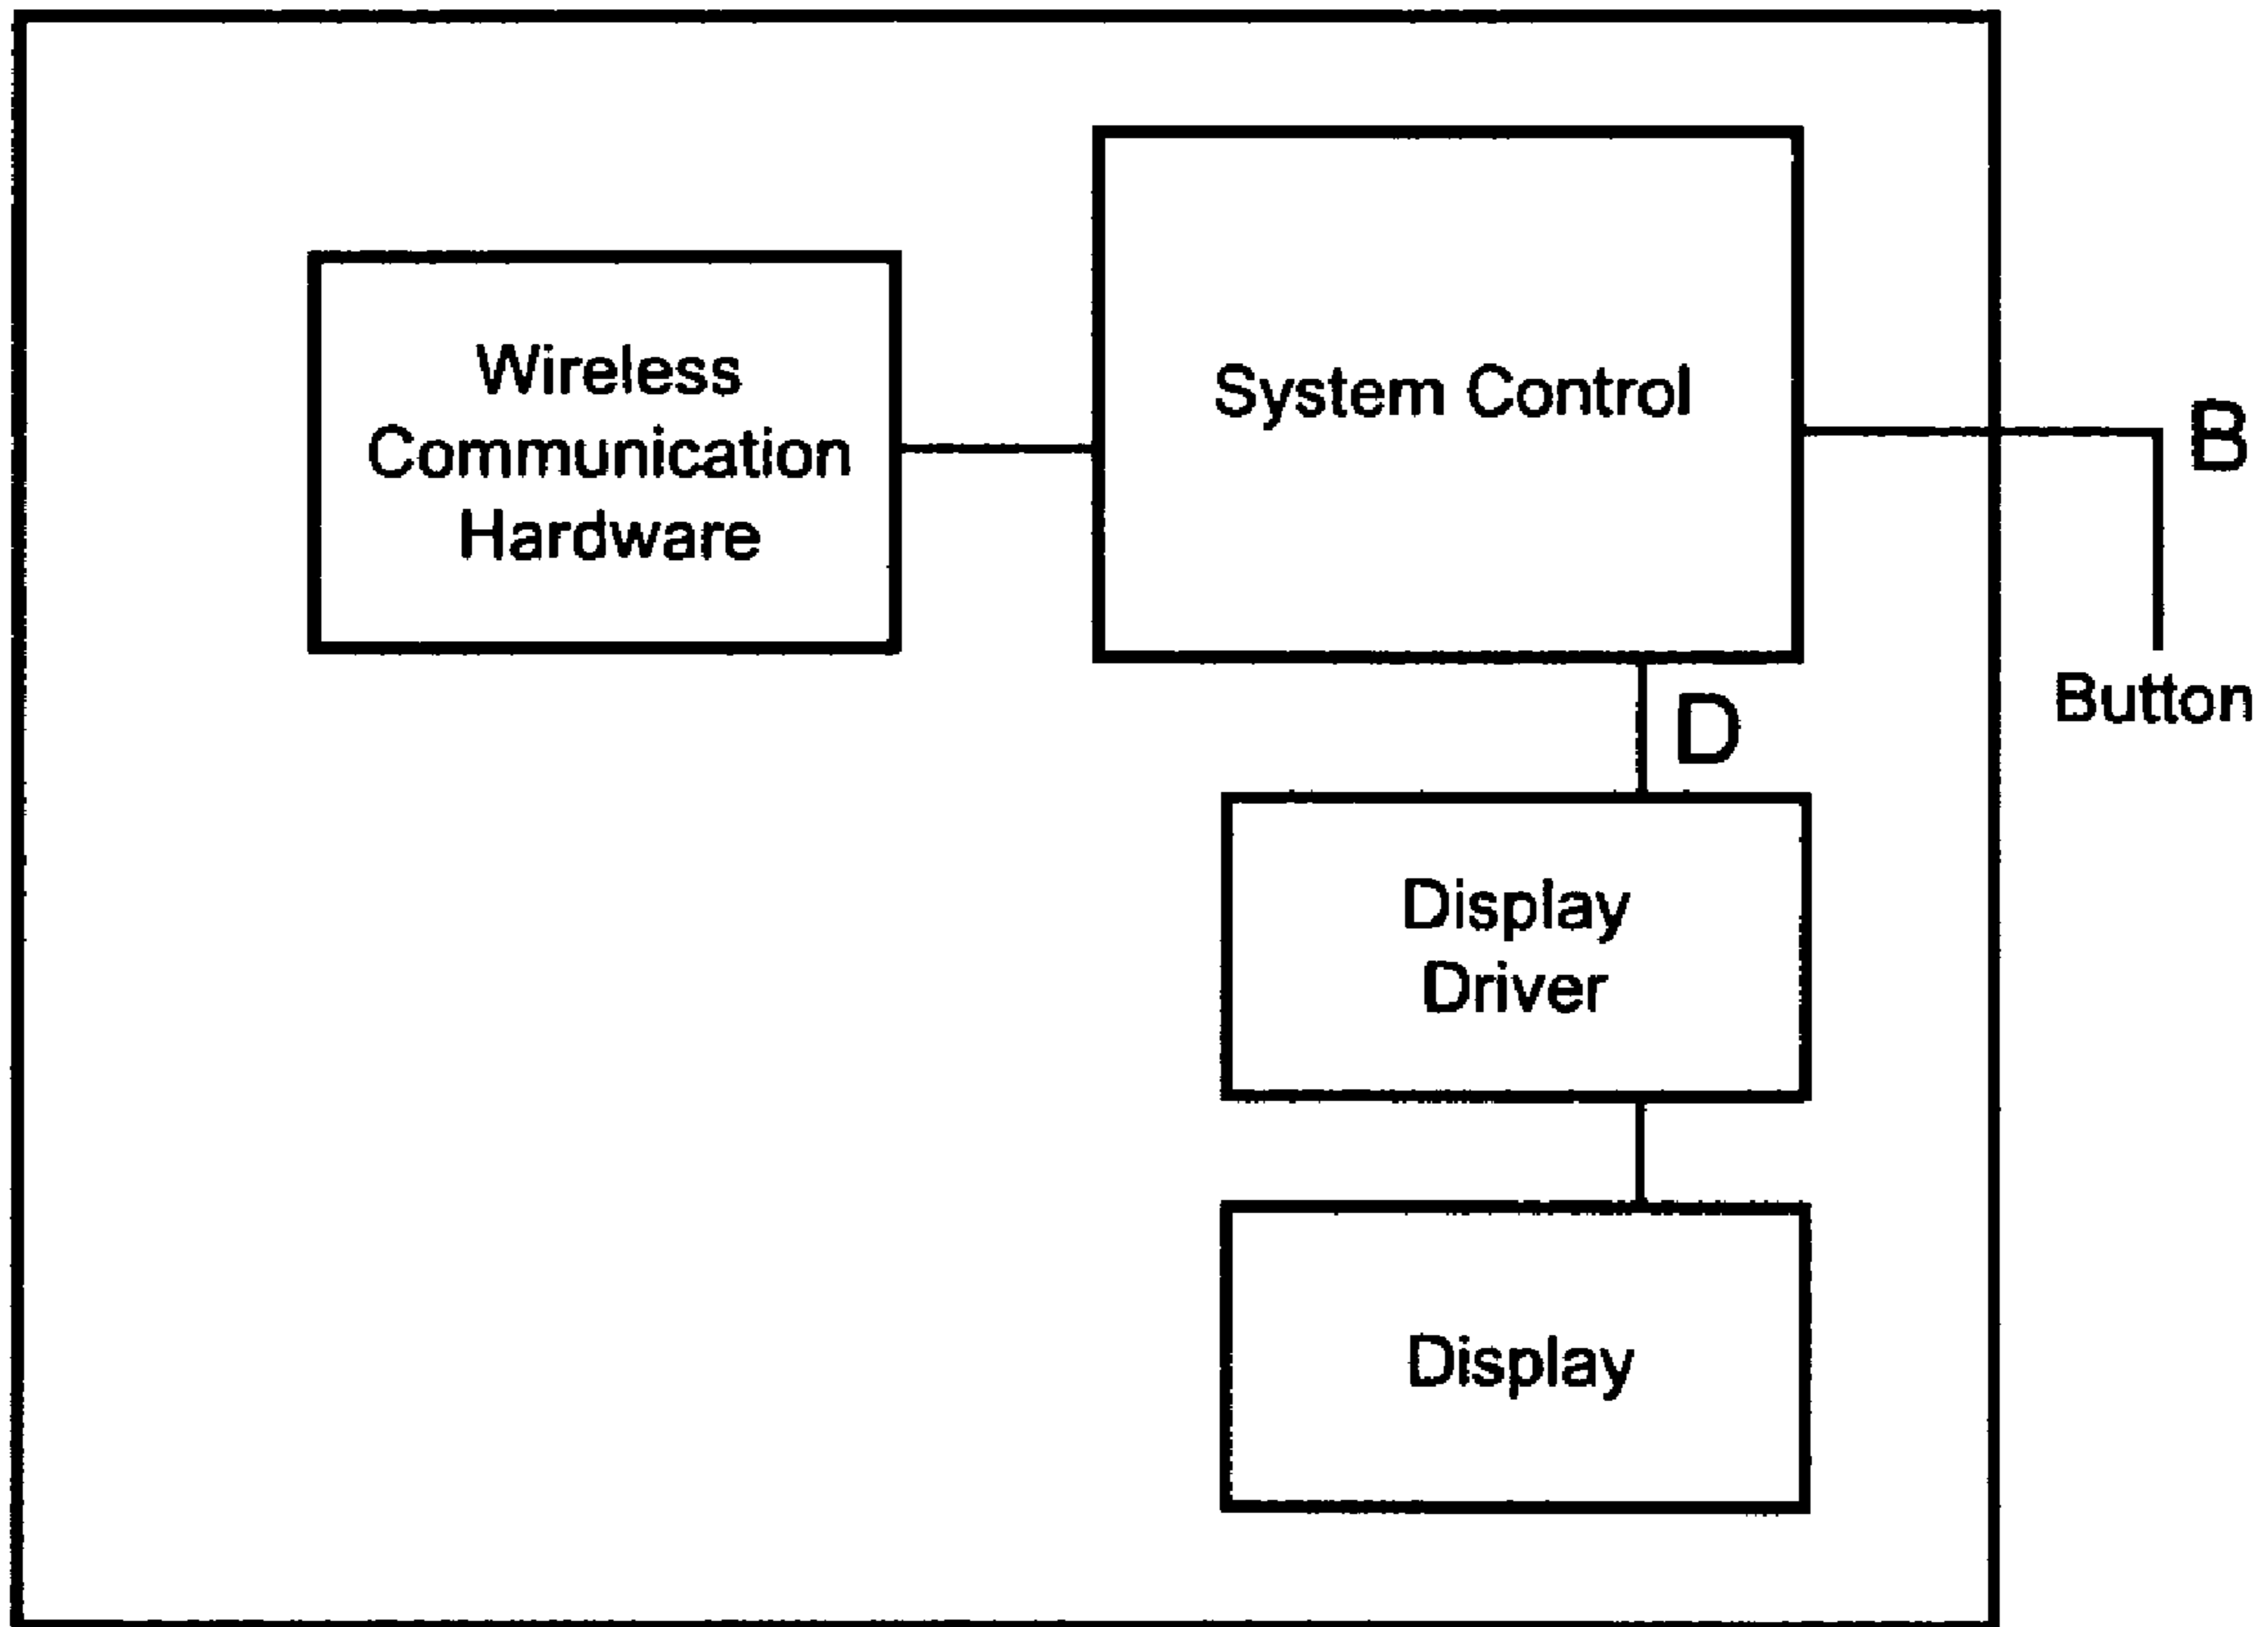 Wireless
Communication
Hardware
System Control
B
Button
D
Display
Driver
Display